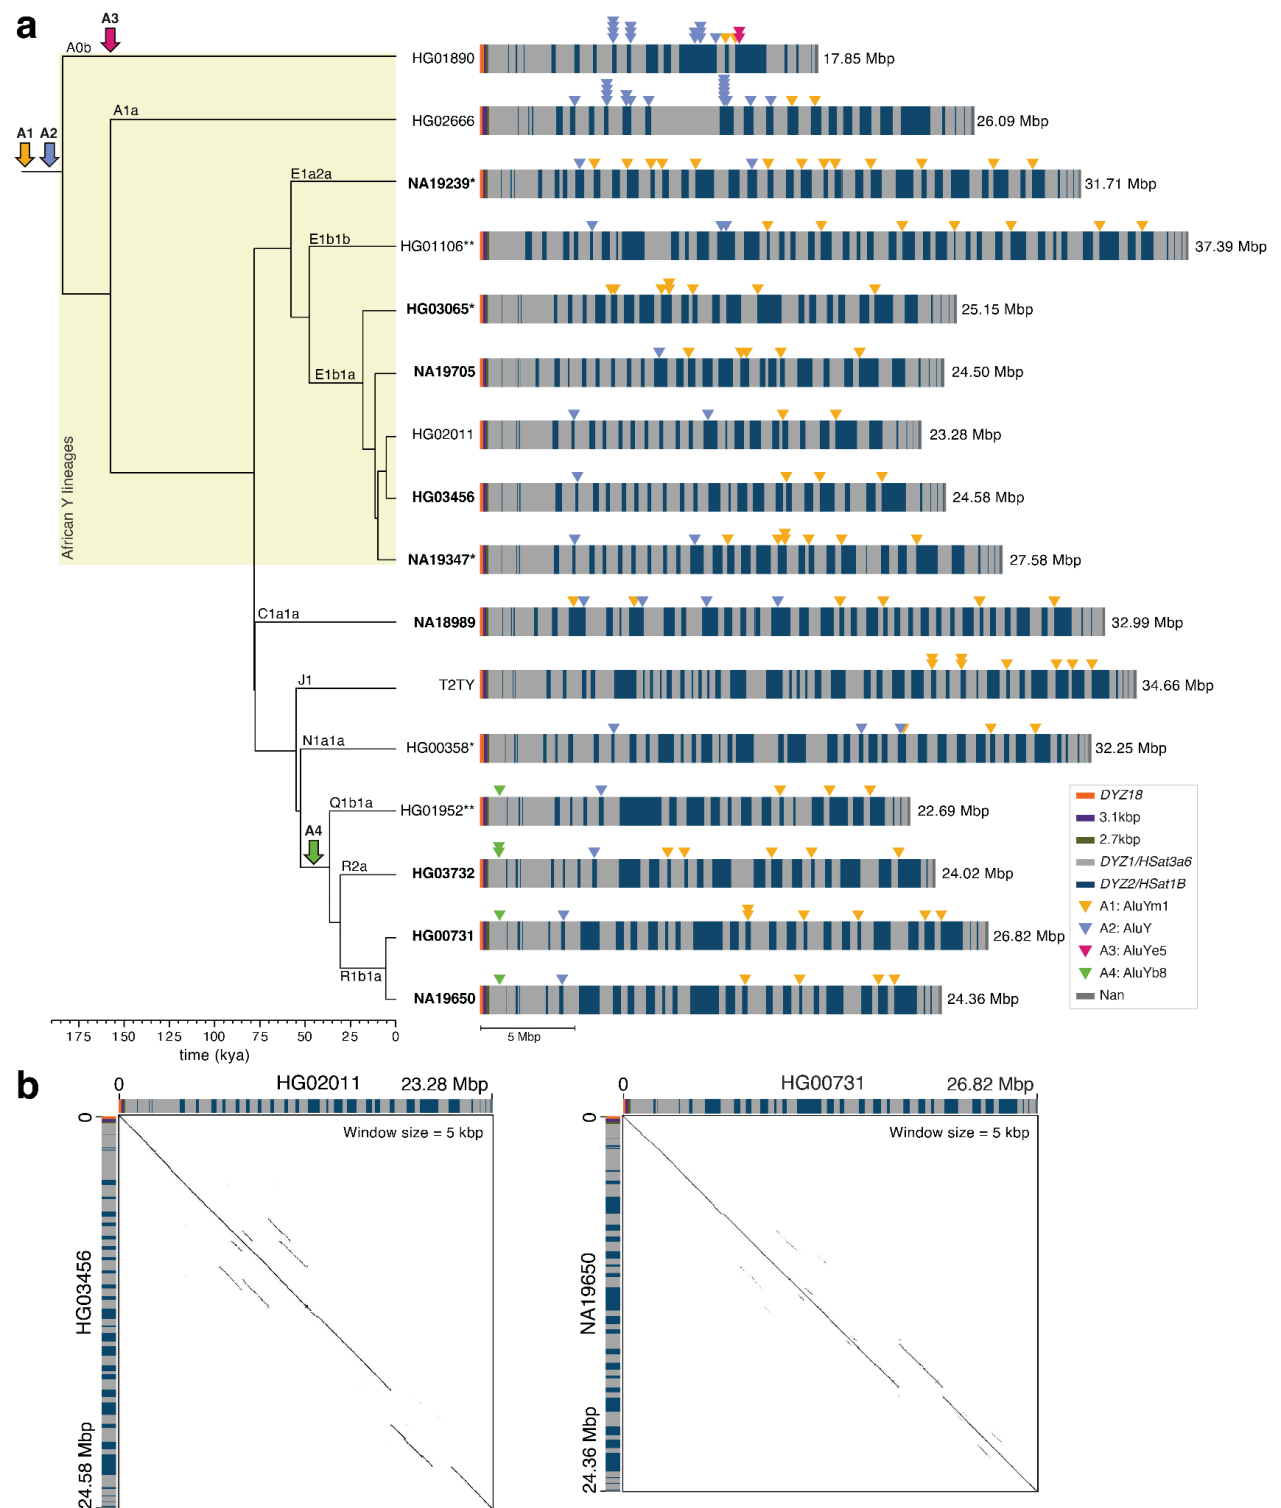 a
A3
A0b
HG01890
17.85 Mbp
A1a
HG02666
26.09 Mbp
A1
A2
E1a2a
NA19239*
31.71 Mbp
E1b1b
HG01106**
37.39 Mbp
HG03065*
25.15 Mbp
E1b1a
NA19705
24.50 Mbp
HG02011
23.28 Mbp
African Y lineages
HG03456
24.58 Mbp
NA19347*
27.58 Mbp
C1a1a
NA18989
32.99 Mbp
J1
T2TY
34.66 Mbp
N1a1a
HG00358*
32.25 Mbp
Q1b1a
HG01952**
22.69 Mbp
A4
R2a
HG03732
24.02 Mbp
HG00731
26.82 Mbp
R1b1a
NA19650
24.36 Mbp
DYZ18
3.1kbp
2.7kbp
DYZ1/HSat3a6
DYZ2/HSat1B
A1: AluYm1
A2: AluY
A3: AluYe5
A4: AluYb8
Nan
175 150 125 100 75 50 25 0
time (kya)
5 Mbp
b
0 HG02011 23.28 Mbp
Window size = 5 kbp
0
HG03456
24.58 Mbp
0 HG00731 26.82 Mbp
Window size = 5 kbp
0
NA19650
24.36 Mbp